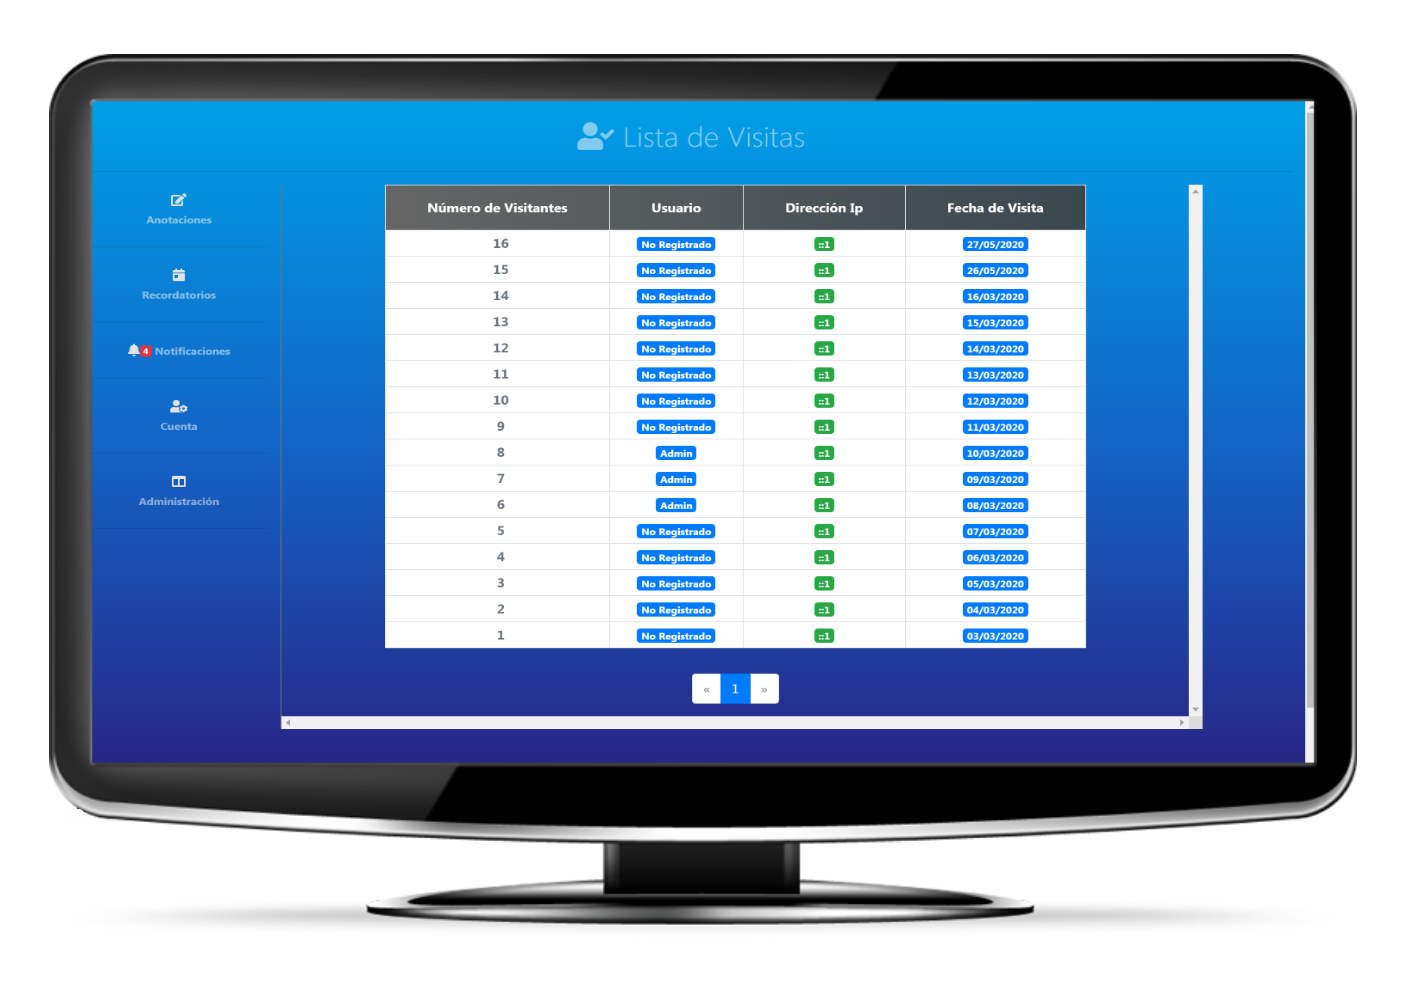 Lista de Visitas
Anotaciones
Recordatorios
4 Notificaciones
Cuenta
Administración
Número de Visitantes Usuario Dirección Ip Fecha de Visita
16 No Registrado ::1 27/05/2020
15 No Registrado ::1 26/05/2020
14 No Registrado ::1 16/03/2020
13 No Registrado ::1 15/03/2020
12 No Registrado ::1 14/03/2020
11 No Registrado ::1 13/03/2020
10 No Registrado ::1 12/03/2020
9 No Registrado ::1 11/03/2020
8 Admin ::1 10/03/2020
7 Admin ::1 09/03/2020
6 Admin ::1 08/03/2020
5 No Registrado ::1 07/03/2020
4 No Registrado ::1 06/03/2020
3 No Registrado ::1 05/03/2020
2 No Registrado ::1 04/03/2020
1 No Registrado ::1 03/03/2020
« 1 »